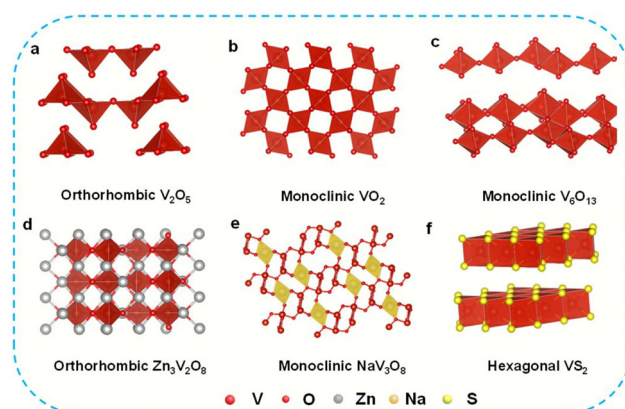 a
b
c
Orthorhombic V₂O₅
Monoclinic VO₂
Monoclinic V₆O₁₃
d
e
f
Orthorhombic Zn₃V₂O₈
Monoclinic NaV₃O₈
Hexagonal VS₂
V O Zn Na S